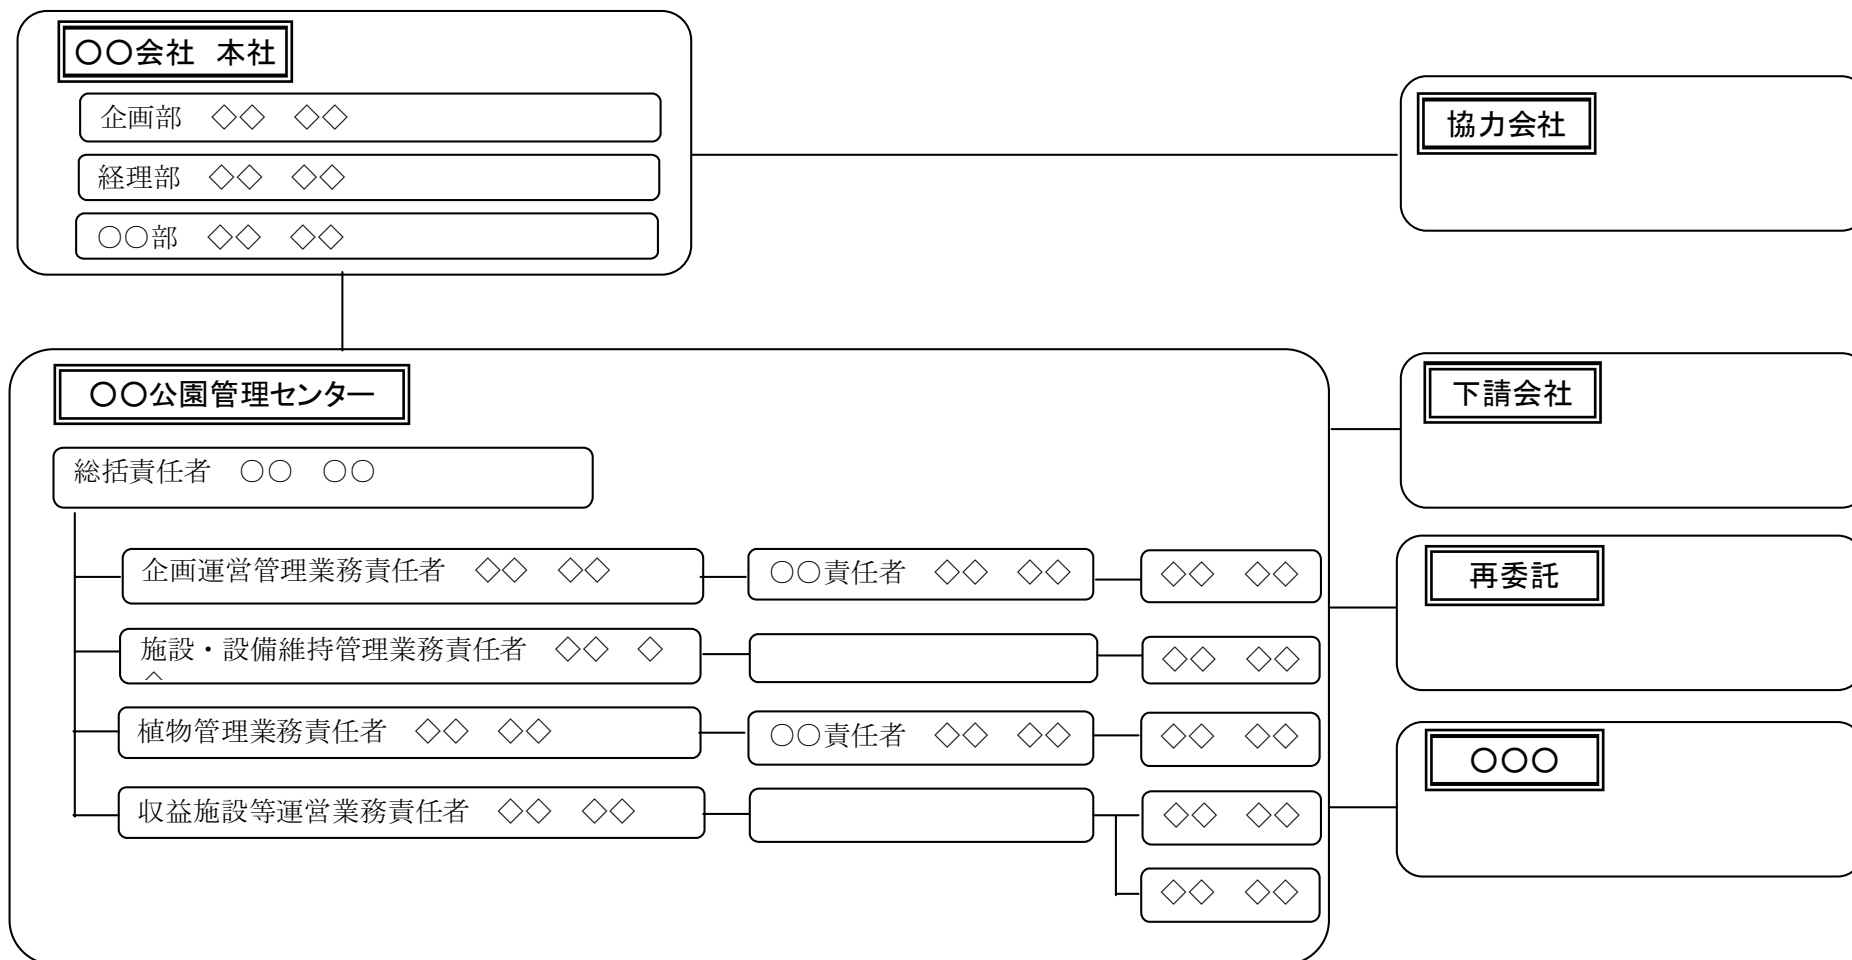 〇〇会社 本社
企画部 ◇◇ ◇◇
経理部 ◇◇ ◇◇
〇〇部 ◇◇ ◇◇
協力会社
〇〇公園管理センター
総括責任者 〇〇 〇〇
企画運営管理業務責任者 ◇◇ ◇◇
〇〇責任者 ◇◇ ◇◇
◇◇ ◇◇
施設・設備維持管理業務責任者 ◇◇ ◇
◇
◇◇ ◇◇
植物管理業務責任者 ◇◇ ◇◇
〇〇責任者 ◇◇ ◇◇
◇◇ ◇◇
収益施設等運営業務責任者 ◇◇ ◇◇
◇◇ ◇◇
◇◇ ◇◇
下請会社
再委託
〇〇〇